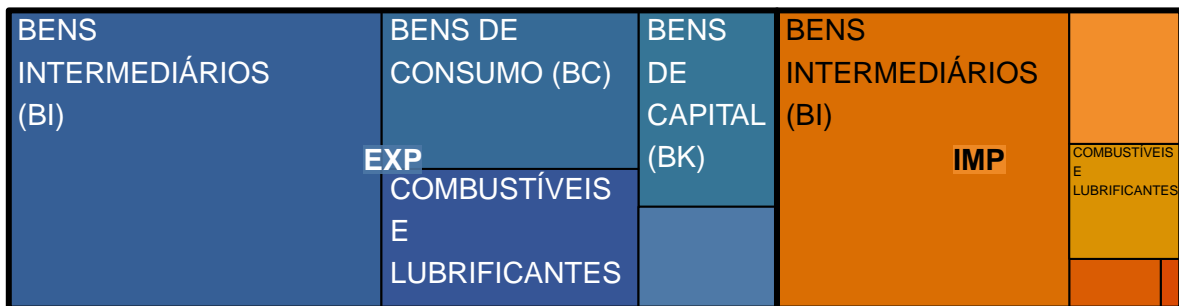 BENS
INTERMEDIÁRIOS
(BI)
BENS DE
CONSUMO (BC)
COMBUSTÍVEIS
E
LUBRIFICANTES
BENS
DE
CAPITAL
(BK)
EXP
BENS
INTERMEDIÁRIOS
(BI)
IMP
COMBUSTÍVEIS
E
LUBRIFICANTES